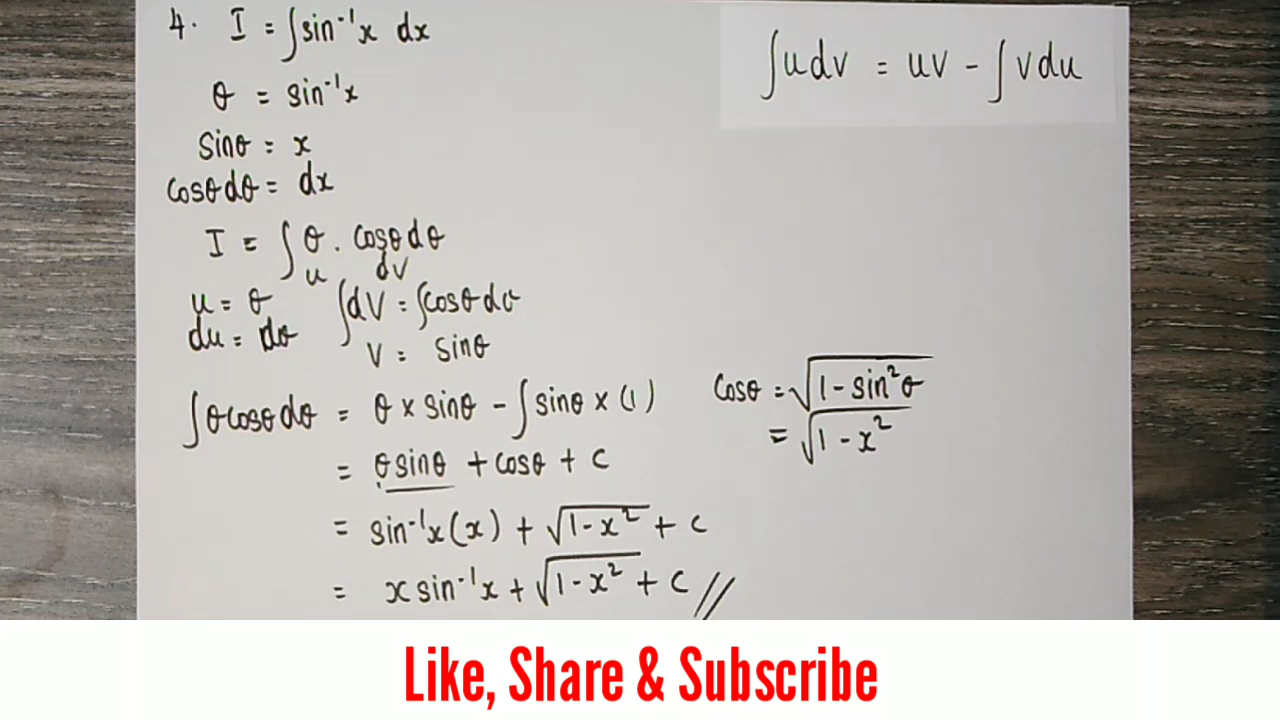 4. I = ∫sin⁻¹x dx
∫udv = uv - ∫vdu
θ = sin⁻¹x
sinθ = x
cosθdθ = dx
I = ∫θ . cosθdθ
u dv
u = θ ∫dV = ∫cosθdθ
du = dθ
V = sinθ
∫θcosθdθ = θ × sinθ - ∫sinθ × (1)
= θsinθ + cosθ + c
= sin⁻¹x(x) + √1-x² + c
= x sin⁻¹x + √1-x² + c //
cosθ = √1-sin²θ
= √1-x²
Like, Share & Subscribe